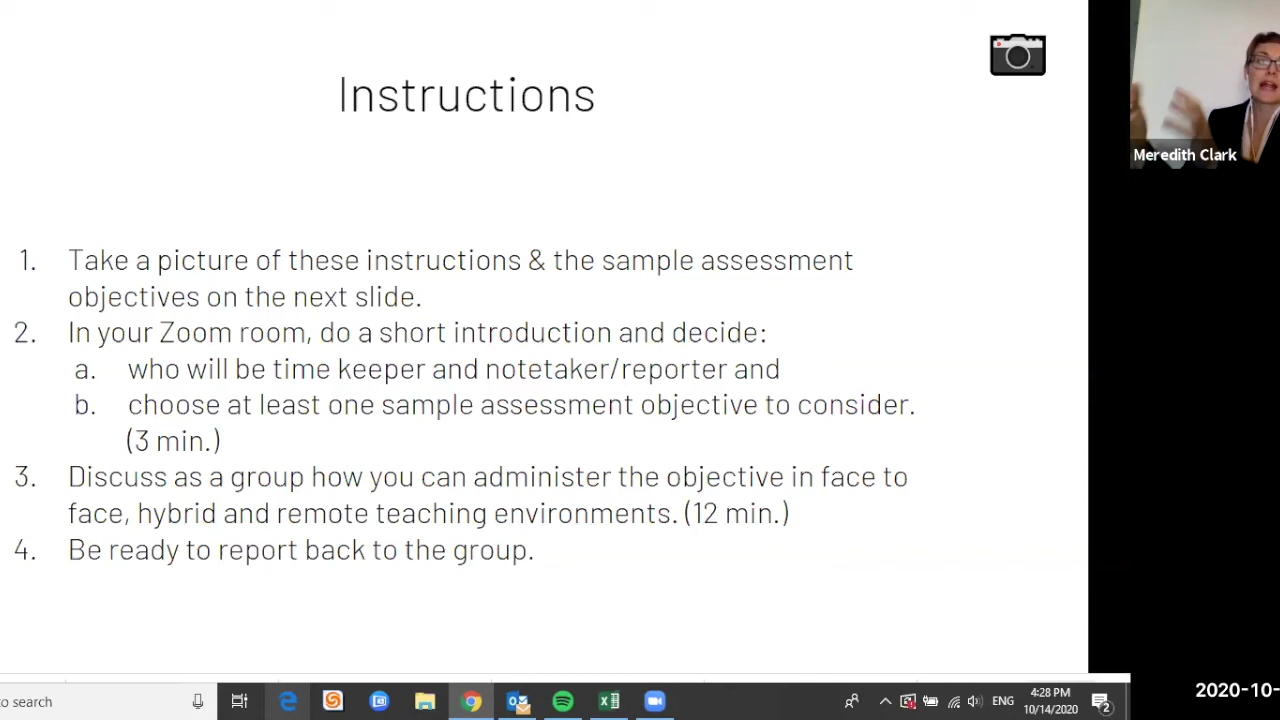 Instructions
Meredith Clark
1. Take a picture of these instructions & the sample assessment
objectives on the next slide.
2. In your Zoom room, do a short introduction and decide:
a. who will be time keeper and notetaker/reporter and
b. choose at least one sample assessment objective to consider.
(3 min.)
3. Discuss as a group how you can administer the objective in face to
face, hybrid and remote teaching environments. (12 min.)
4. Be ready to report back to the group.
to search
ENG
4:28 PM
10/14/2020
2
2020-10-